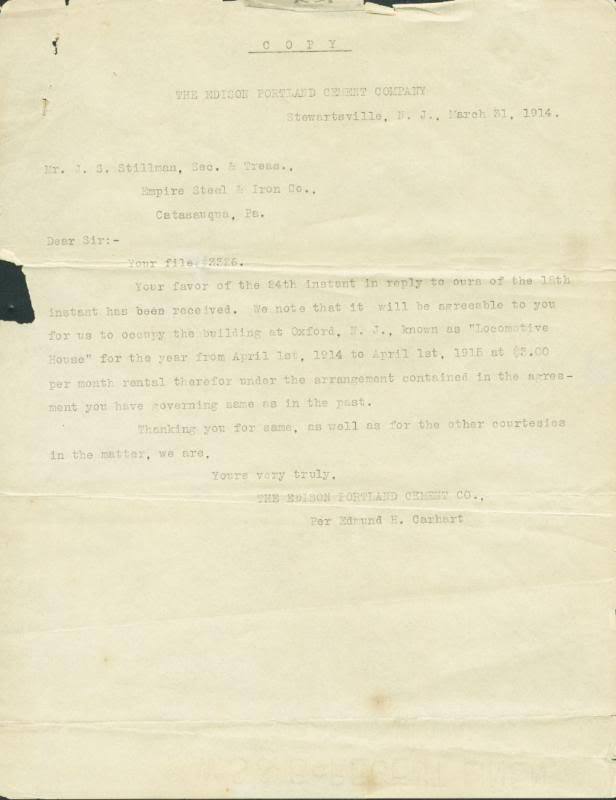 C O P Y
THE EDISON PORTLAND CEMENT COMPANY
Stewartsville, N. J., March 31, 1914.
Mr. J. S. Stillman, Sec. & Treas.,
Empire Steel & Iron Co.,
Catasauqua, Pa.
Dear Sir:-
Your file #2326.
Your favor of the 24th instant in reply to ours of the 18th
instant has been received. We note that it will be agreeable to you
for us to occupy the building at Oxford, N. J., known as "Locomotive
House" for the year from April 1st, 1914 to April 1st, 1915 at $3.00
per month rental therefor under the arrangement contained in the agree-
ment you have governing same as in the past.
Thanking you for same, as well as for the other courtesies
in the matter, we are,
Yours very truly,
THE EDISON PORTLAND CEMENT CO.,
Per Edmund H. Carhart